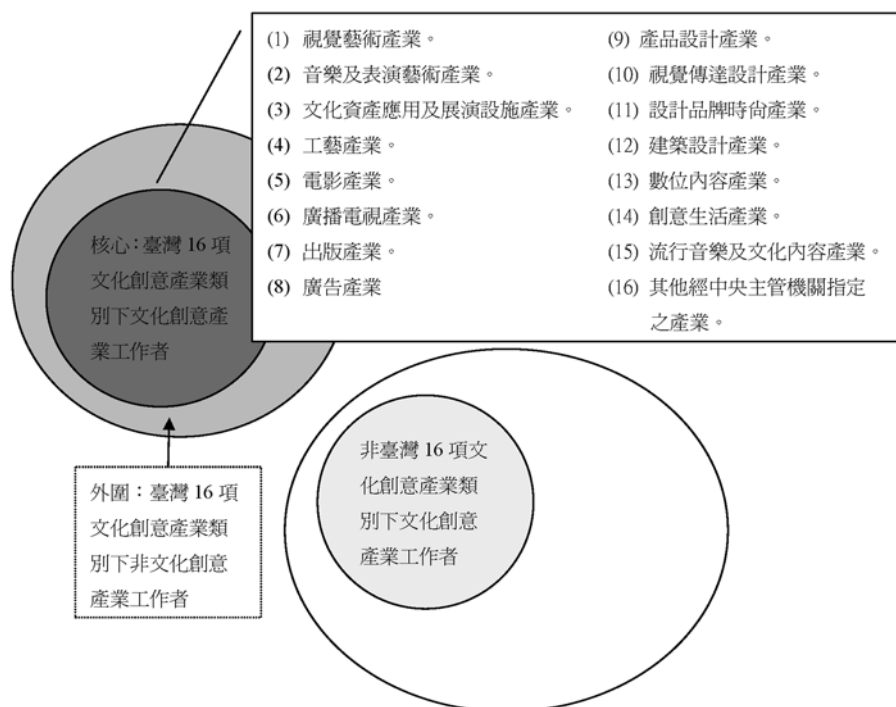 (1) 視覺藝術產業。
(2) 音樂及表演藝術產業。
(3) 文化資產應用及展演設施產業。
(4) 工藝產業。
(5) 電影產業。
(6) 廣播電視產業。
(7) 出版產業。
(8) 廣告產業
(9) 產品設計產業。
(10) 視覺傳達設計產業。
(11) 設計品牌時尚產業。
(12) 建築設計產業。
(13) 數位內容產業。
(14) 創意生活產業。
(15) 流行音樂及文化內容產業。
(16) 其他經中央主管機關指定
之產業。
核心：臺灣 16 項
文化創意產業類
別下文化創意產
業工作者
外圍：臺灣 16 項
文化創意產業類
別下非文化創意
產業工作者
非臺灣 16 項文
化創意產業類
別下文化創意
產業工作者